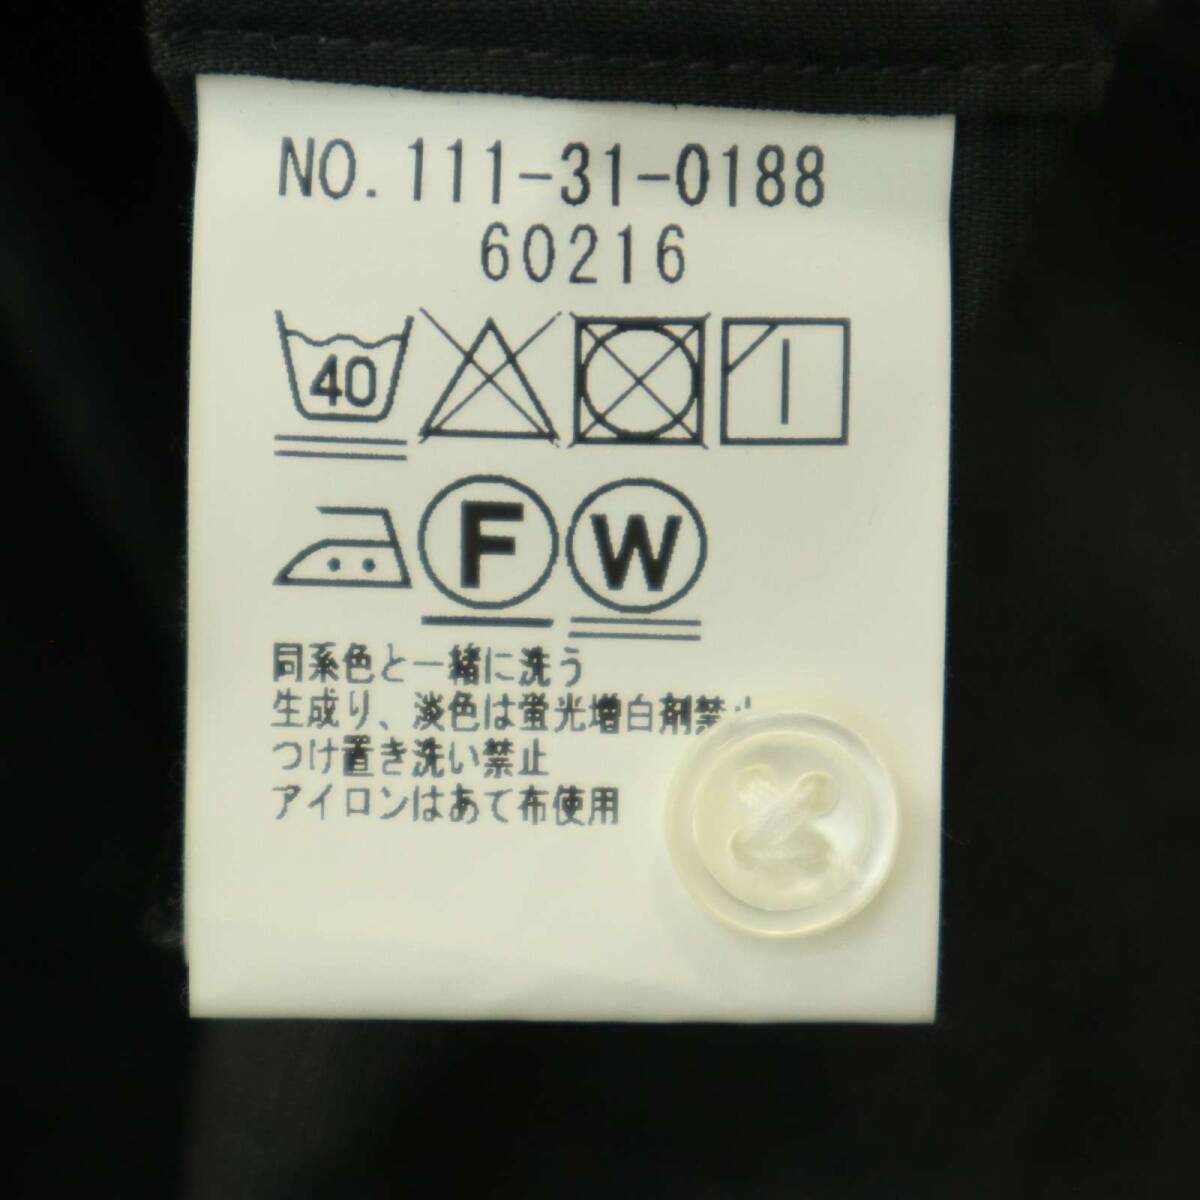 NO. 111-31-0188
60216
40
F W
同系色と一緒に洗う
生成り、淡色は蛍光増白剤禁止
つけ置き洗い禁止
アイロンはあて布使用